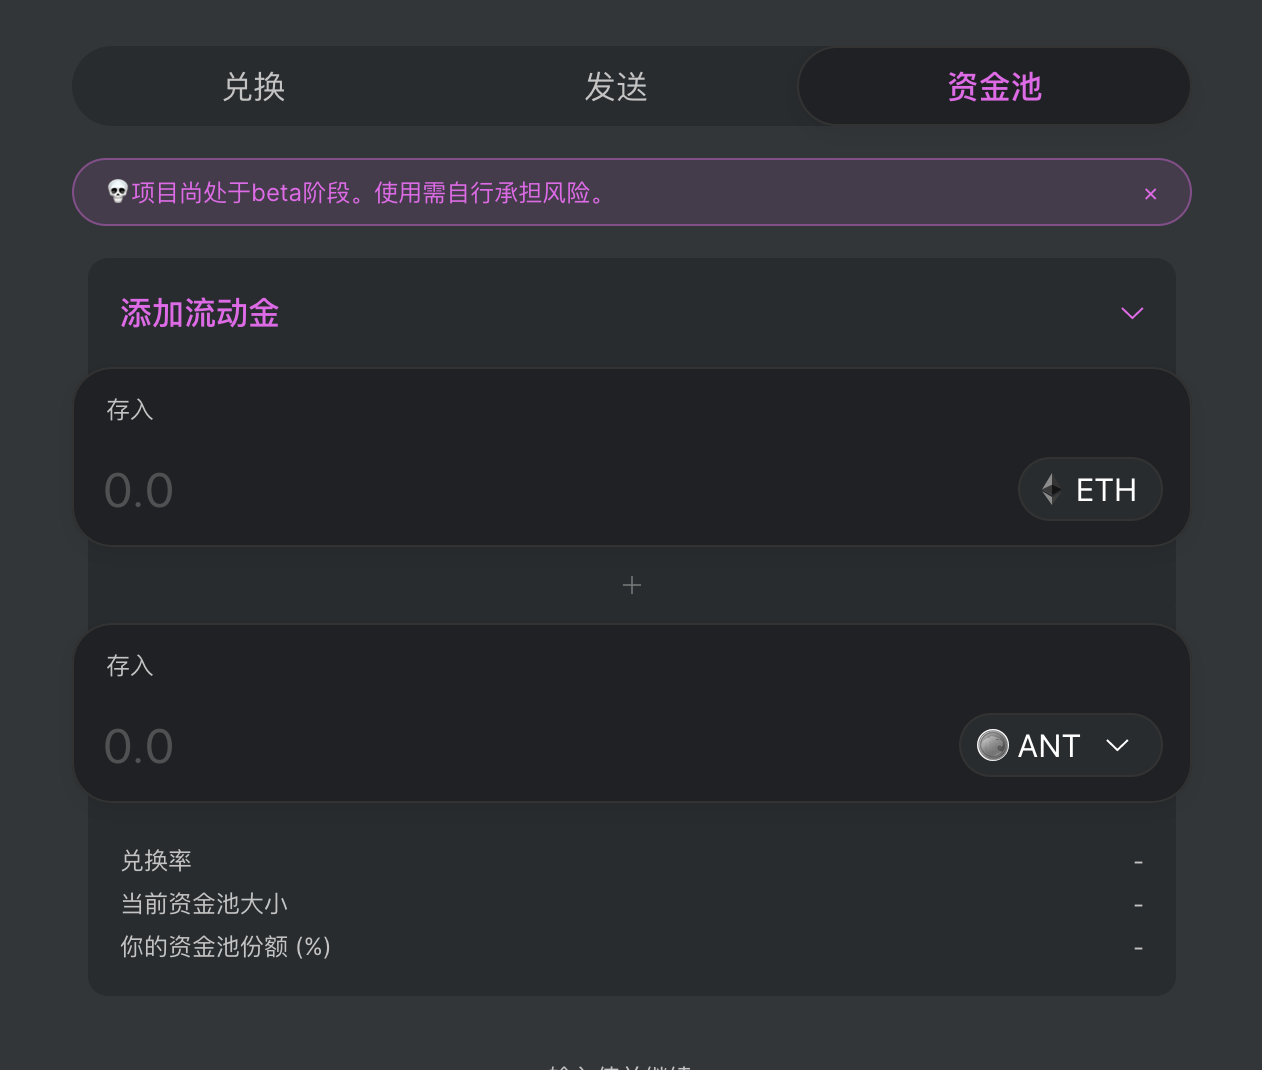 兑换
发送
资金池
💀项目尚处于beta阶段。使用需自行承担风险。
×
添加流动金
存入
0.0
ETH
+
存入
0.0
ANT
兑换率 -
当前资金池大小 -
你的资金池份额 (%) -